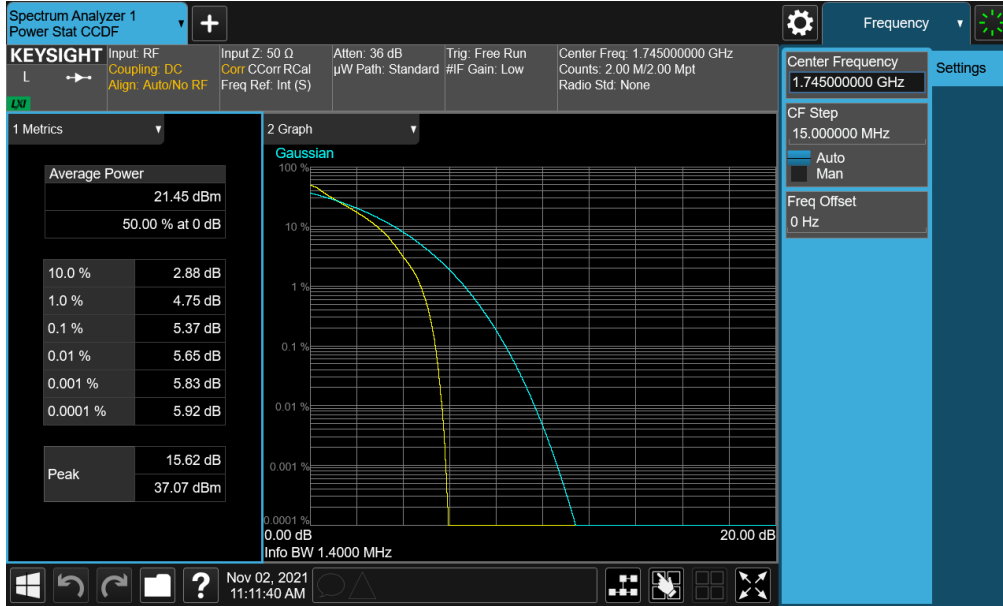 Spectrum Analyzer 1
Power Stat CCDF
Frequency
KEYSIGHT
L
LXI
Input: RF
Coupling: DC
Align: Auto/No RF
Input Z: 50 Ω
Corr CCorr RCal
Freq Ref: Int (S)
Atten: 36 dB
µW Path: Standard
Trig: Free Run
#IF Gain: Low
Center Freq: 1.745000000 GHz
Counts: 2.00 M/2.00 Mpt
Radio Std: None
Center Frequency
1.745000000 GHz
Settings
CF Step
15.000000 MHz
Auto
Man
Freq Offset
0 Hz
1 Metrics
Average Power
21.45 dBm
50.00 % at 0 dB
10.0 % 2.88 dB
1.0 % 4.75 dB
0.1 % 5.37 dB
0.01 % 5.65 dB
0.001 % 5.83 dB
0.0001 % 5.92 dB
Peak
15.62 dB
37.07 dBm
2 Graph
Gaussian
100 %
10 %
1 %
0.1 %
0.01 %
0.001 %
0.0001 %
0.00 dB 20.00 dB
Info BW 1.4000 MHz
?
Nov 02, 2021
11:11:40 AM